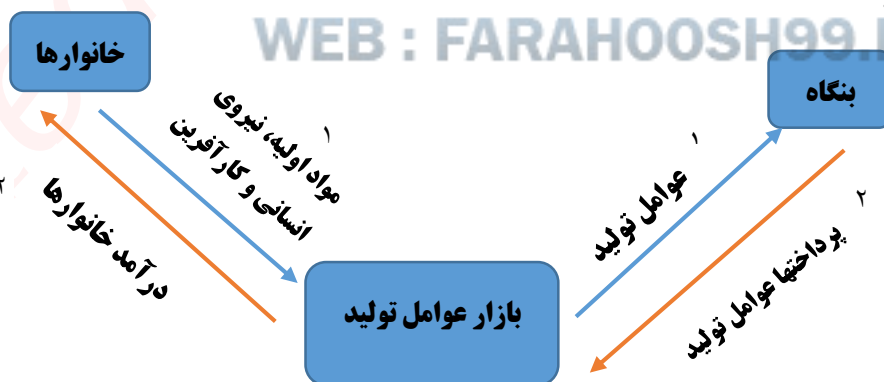 WEB : FARAHOOSH99.
خانوارها
بنگاه
۱
مواد اولیه، نیروی
انسانی و کارآفرین
۱
عوامل تولید
۲
درآمد خانوارها
۲
پرداختها عوامل تولید
بازار عوامل تولید